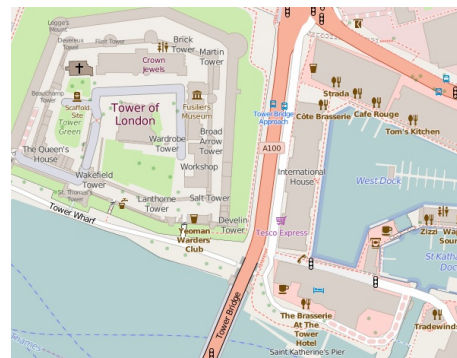 Legge's
Mount
Devereux
Tower
Flint Tower
Brick
Tower
Martin
Tower
Crown
Jewels
Beauchamp
Tower
Scaffold
Site
Tower
Green
Tower of
London
Fusiliers
Museum
Broad
Arrow
Tower
Wardrobe
Tower
The Queen's
House
Wakefield
Tower
St. Thomas's
Tower
Workshop
Lanthorne
Tower
Salt Tower
Develin
Tower
Yeoman
Warders'
Club
Tower Wharf
Tower Bridge
Tower Bridge
Approach
A100
Strada
Côte Brasserie
Cafe Rouge
Tom's Kitchen
International
House
West Dock
Tesco Express
Zizzi
St Katha
The Brasserie
At The
Tower
Hotel
Saint Katherine's Pier
Tradewinds